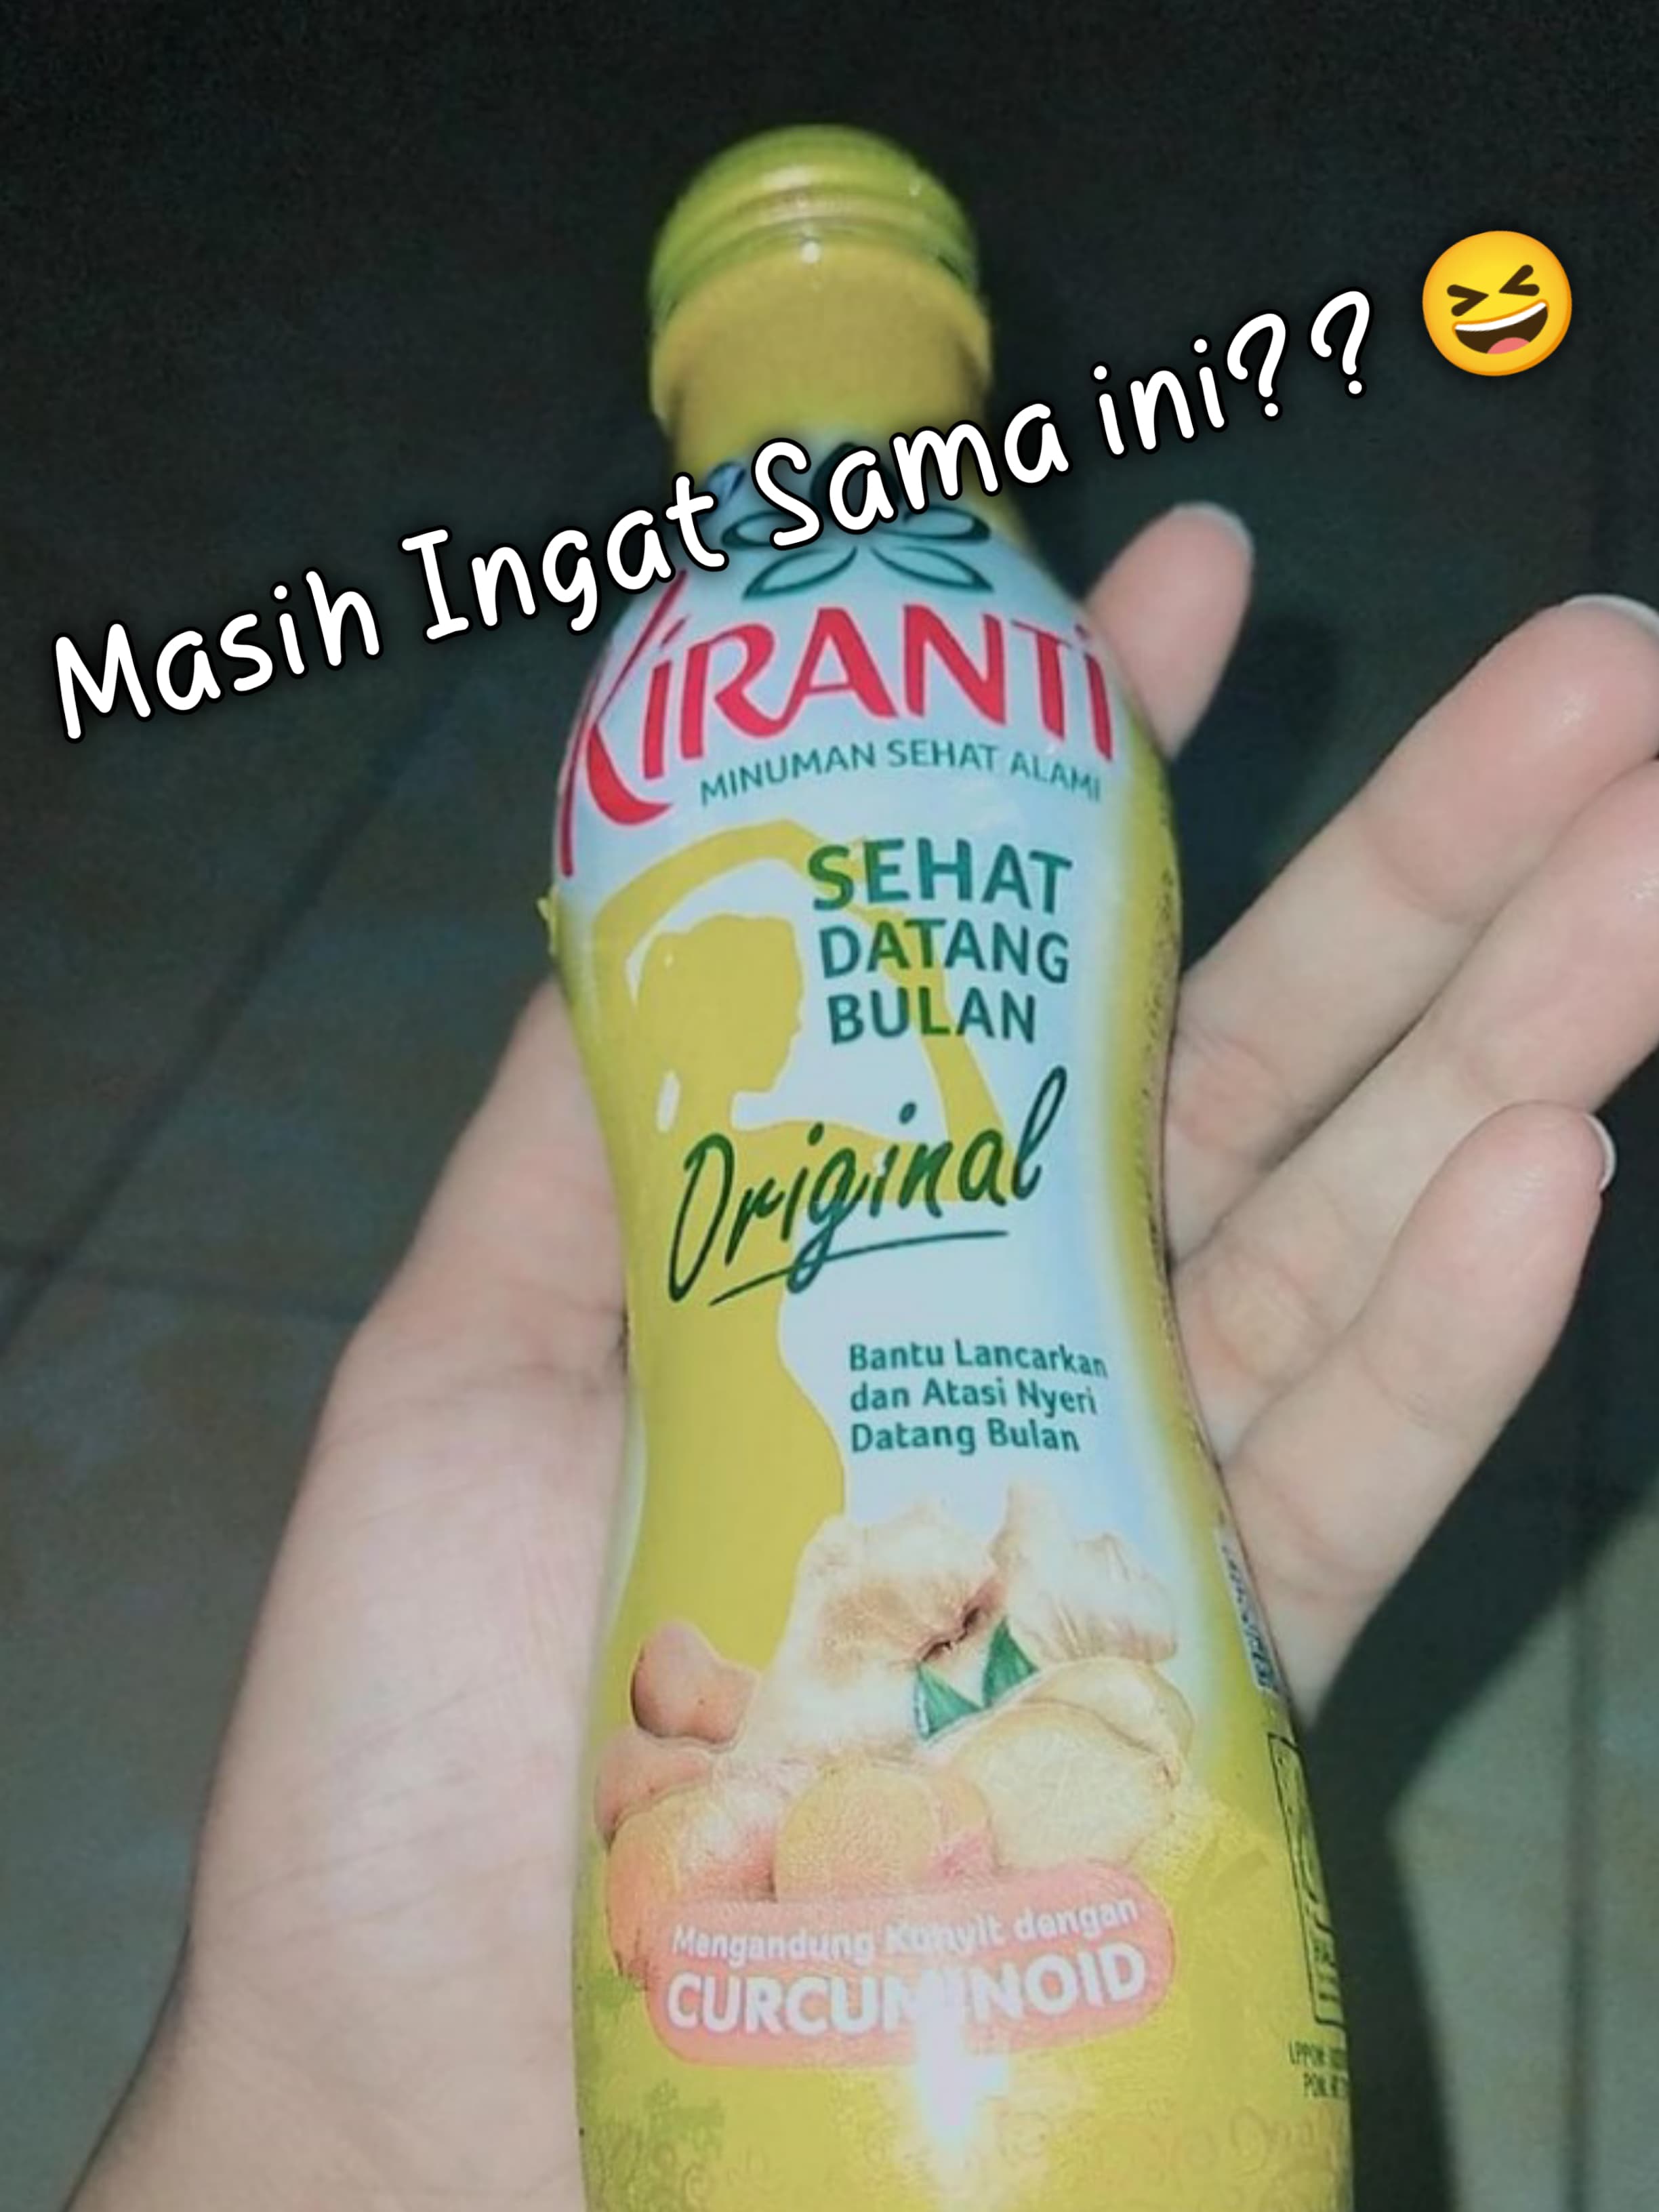 Masih Ingat Sama ini??
KIRANTI
MINUMAN SEHAT ALAMI
SEHAT
DATANG
BULAN
Original
Bantu Lancarkan
dan Atasi Nyeri
Datang Bulan
Mengandung Kunyit dengan
CURCUMINOID